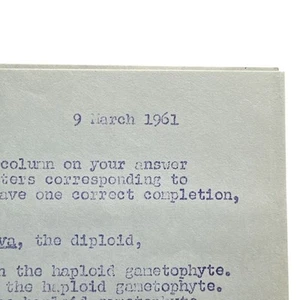 9 March 1961
column on your answer
ters corresponding to
ave one correct completion,
va, the diploid,
n the haploid gametophyte.
the haploid gametophyte.